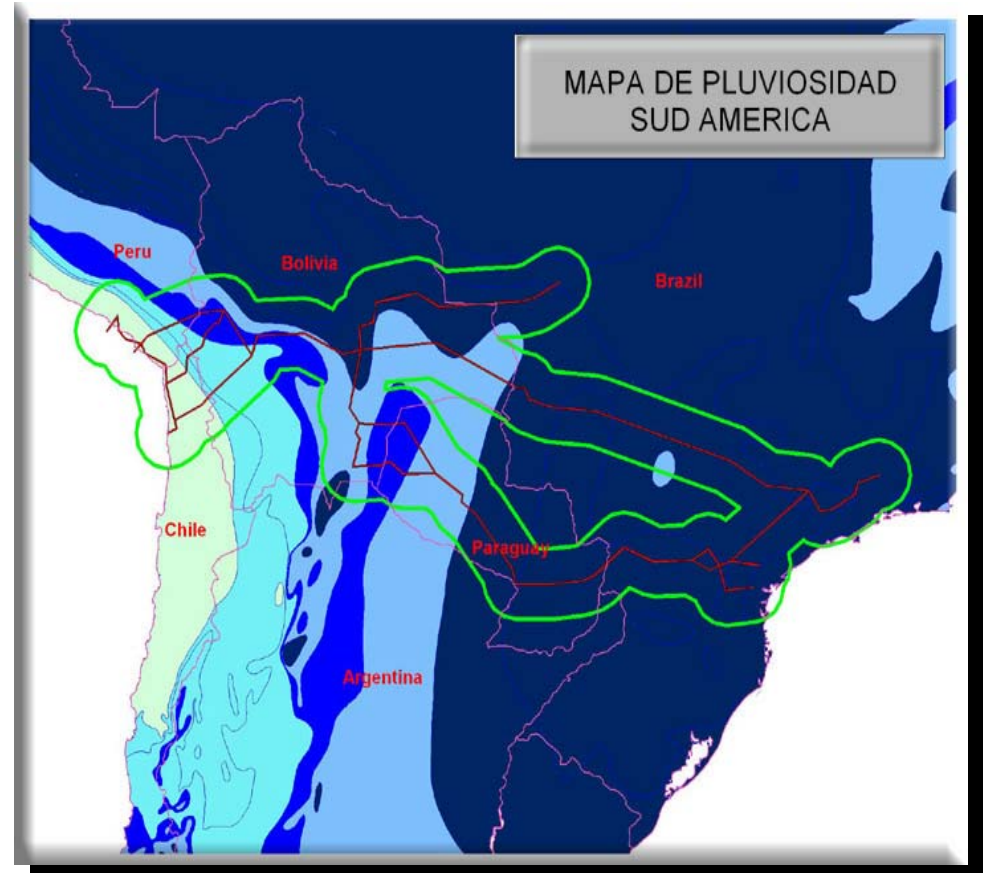 MAPA DE PLUVIOSIDAD
SUD AMERICA
Peru
Bolivia
Brazil
Chile
Paraguay
Argentina